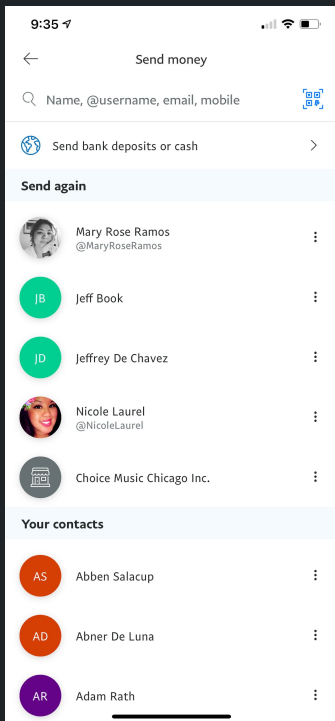 9:35
Send money
Name, @username, email, mobile
Send bank deposits or cash
Send again
Mary Rose Ramos
@MaryRoseRamos
JB
Jeff Book
JD
Jeffrey De Chavez
Nicole Laurel
@NicoleLaurel
Choice Music Chicago Inc.
Your contacts
AS
Abben Salacup
AD
Abner De Luna
AR
Adam Rath